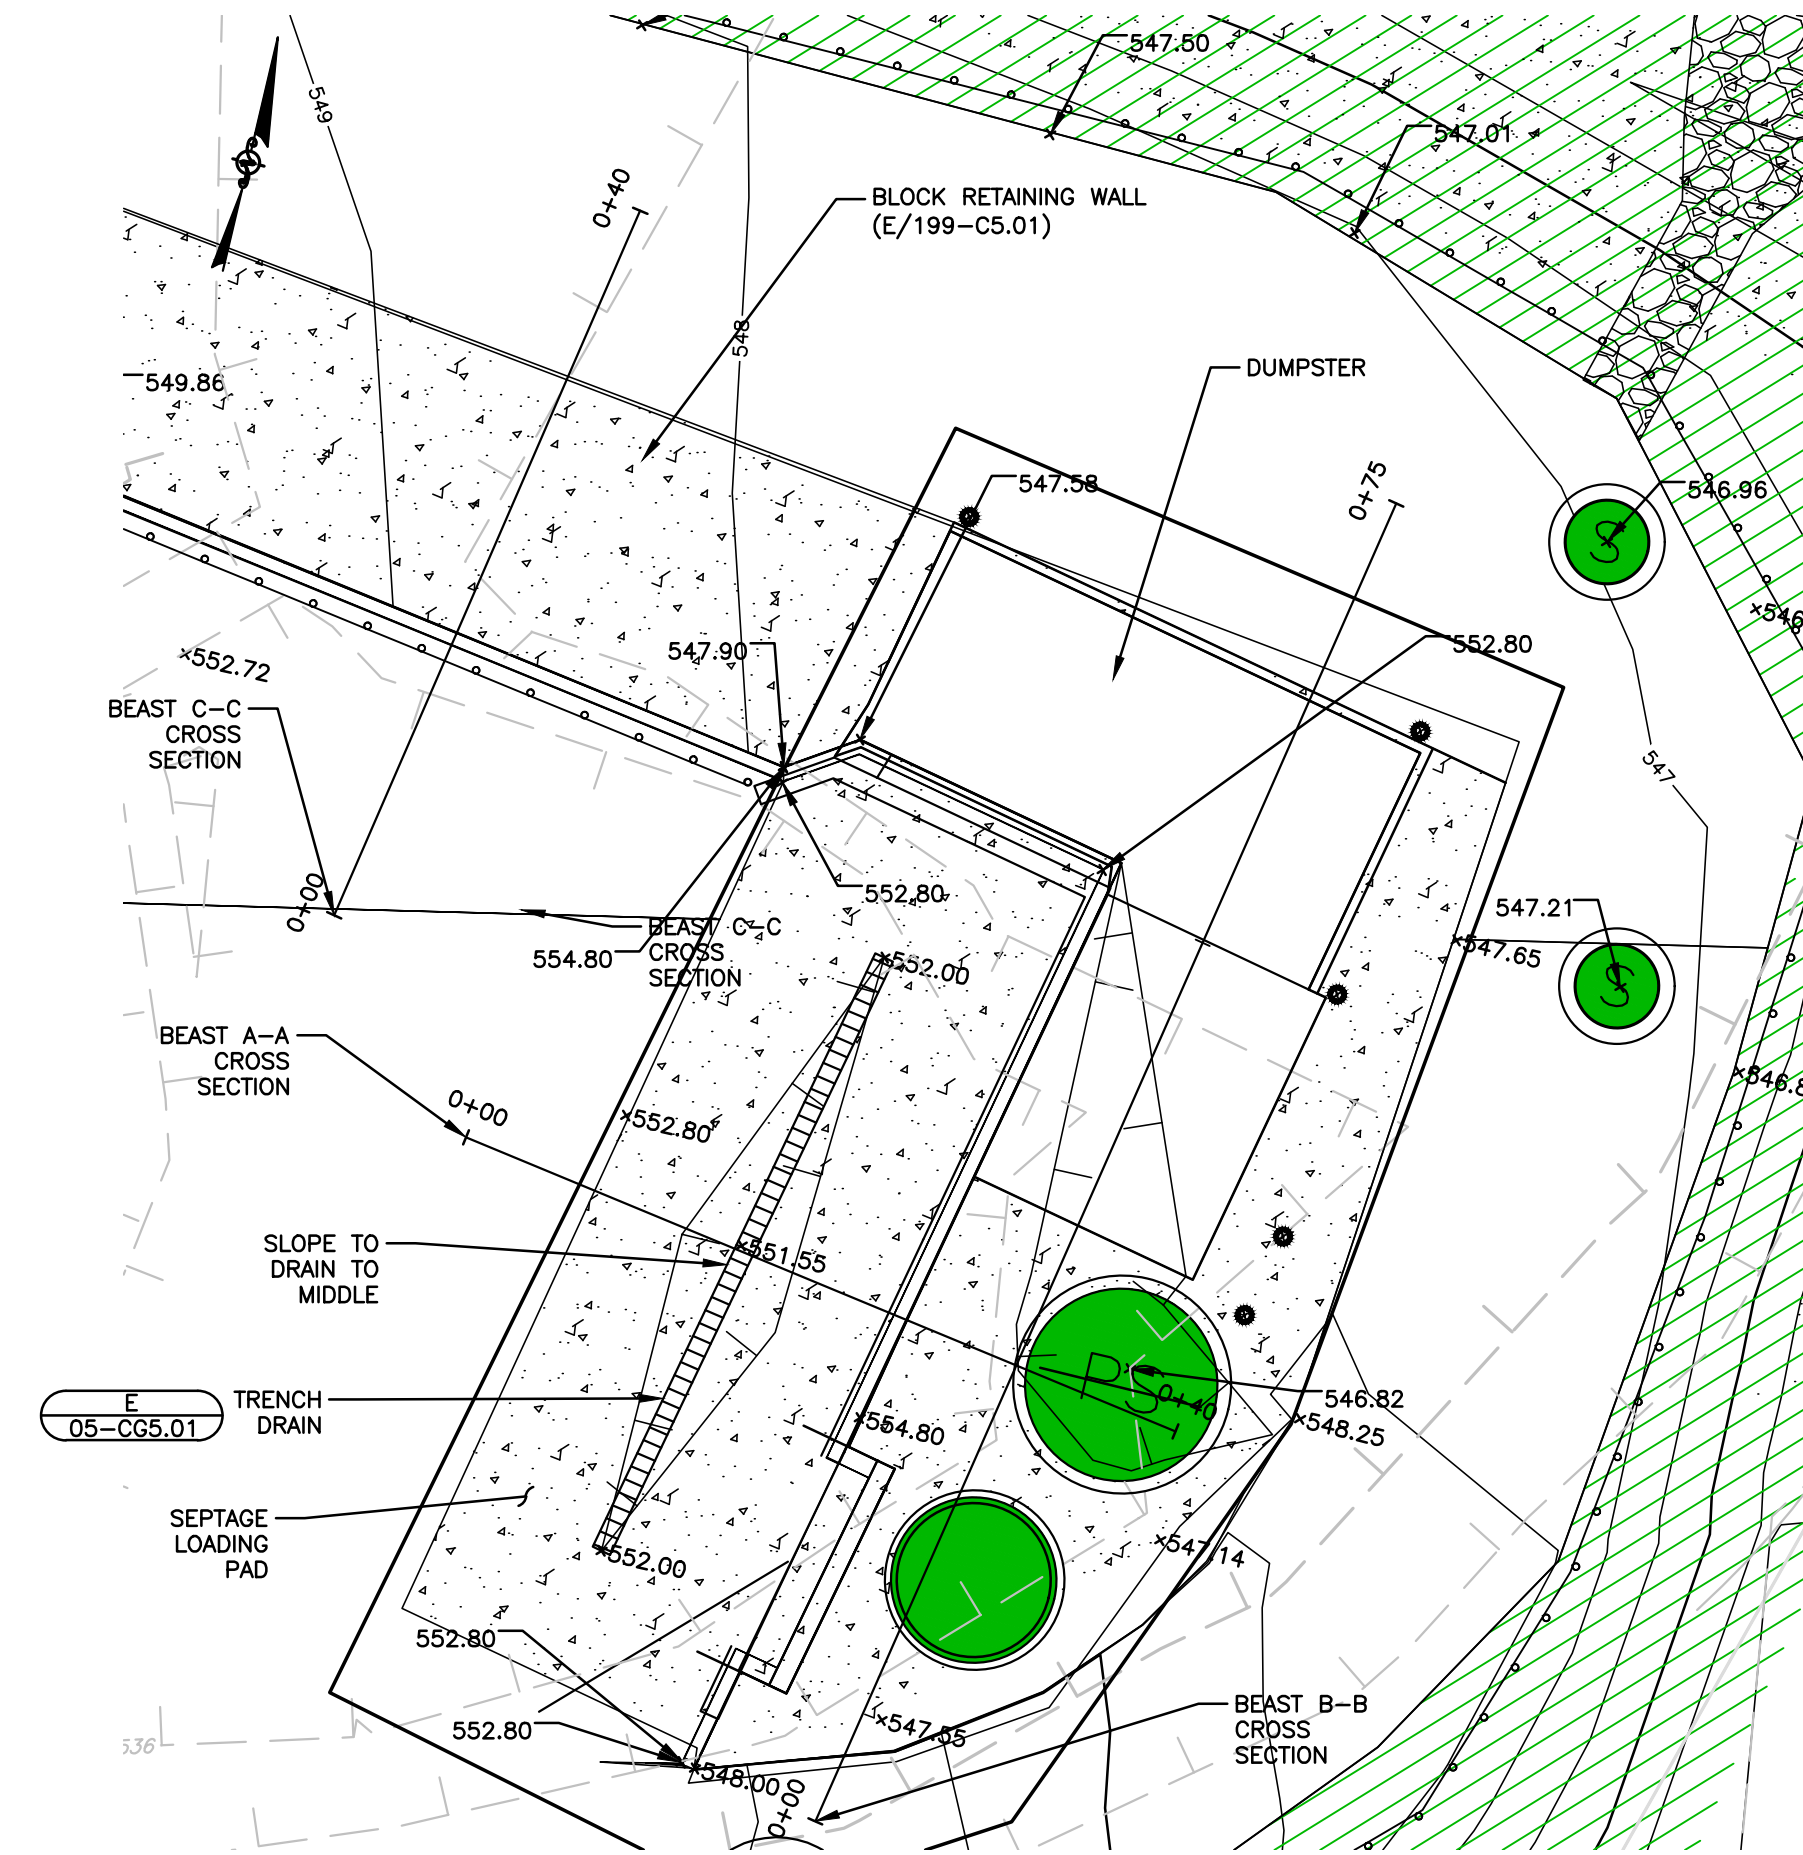 547.50
547.01
549
0+40
BLOCK RETAINING WALL
(E/199-C5.01)
548
DUMPSTER
549.86
547.58
0+75
546.96
547.90
552.80
552.72
BEAST C-C
CROSS
SECTION
547
0+00
552.80
547.21
BEAST C-C
CROSS
SECTION
554.80
552.00
547.65
BEAST A-A
CROSS
SECTION
0+00
552.80
S
S
SLOPE TO
DRAIN TO
MIDDLE
551.55
E
05-CG5.01
TRENCH
DRAIN
PS
0+40
546.82
554.80
548.25
SEPTAGE
LOADING
PAD
547.14
552.00
552.80
BEAST B-B
CROSS
SECTION
552.80
547.55
548.00
0+00
536